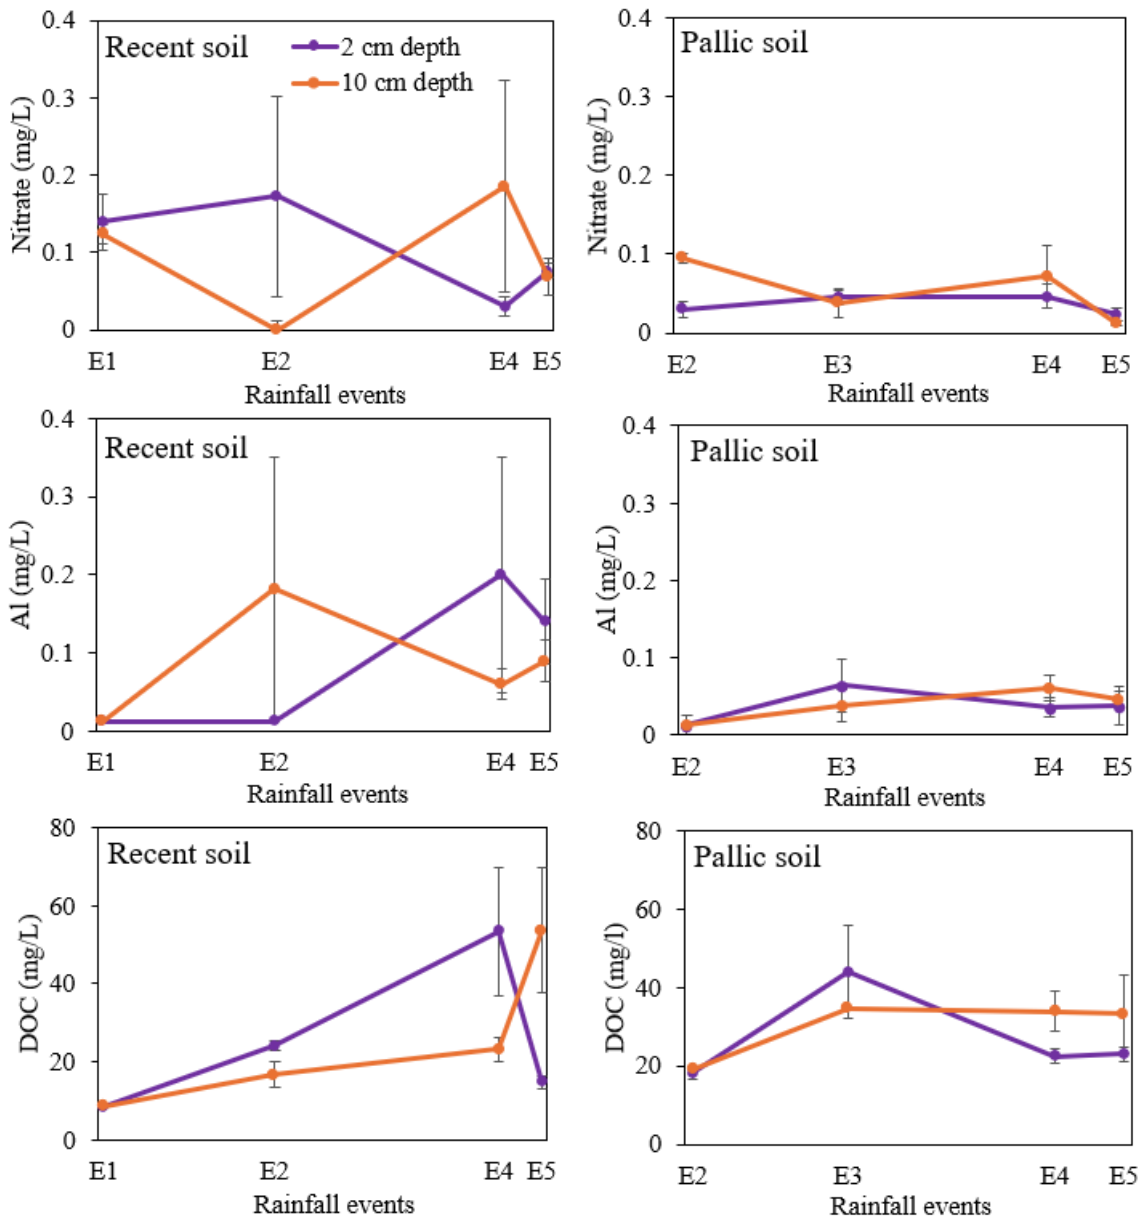 Recent soil
2 cm depth
10 cm depth
Nitrate (mg/L)
0.4
0.3
0.2
0.1
0
E1 E2 E4 E5
Rainfall events
Pallic soil
Nitrate (mg/L)
0.4
0.3
0.2
0.1
0
E2 E3 E4 E5
Rainfall events
Recent soil
Al (mg/L)
0.4
0.3
0.2
0.1
0
E1 E2 E4 E5
Rainfall events
Pallic soil
Al (mg/L)
0.4
0.3
0.2
0.1
0
E2 E3 E4 E5
Rainfall events
Recent soil
DOC (mg/L)
80
60
40
20
0
E1 E2 E4 E5
Rainfall events
Pallic soil
DOC (mg/l)
80
60
40
20
0
E2 E3 E4 E5
Rainfall events